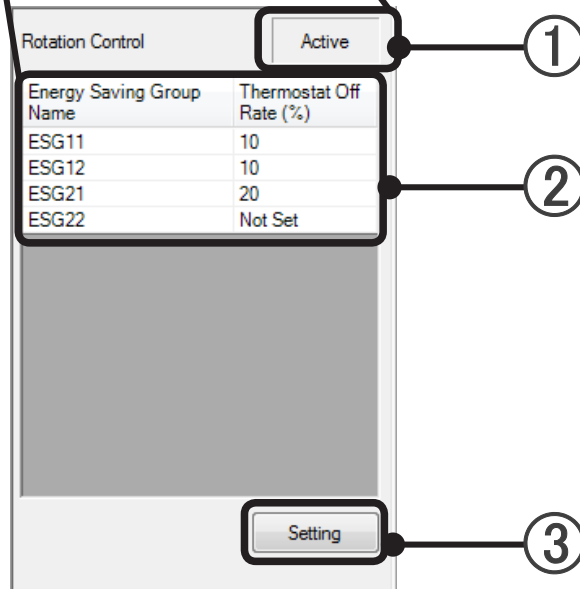 Rotation Control Active ①
Energy Saving Group Name Thermostat Off Rate (%)
ESG11 10
ESG12 10
ESG21 20 ②
ESG22 Not Set
Setting ③